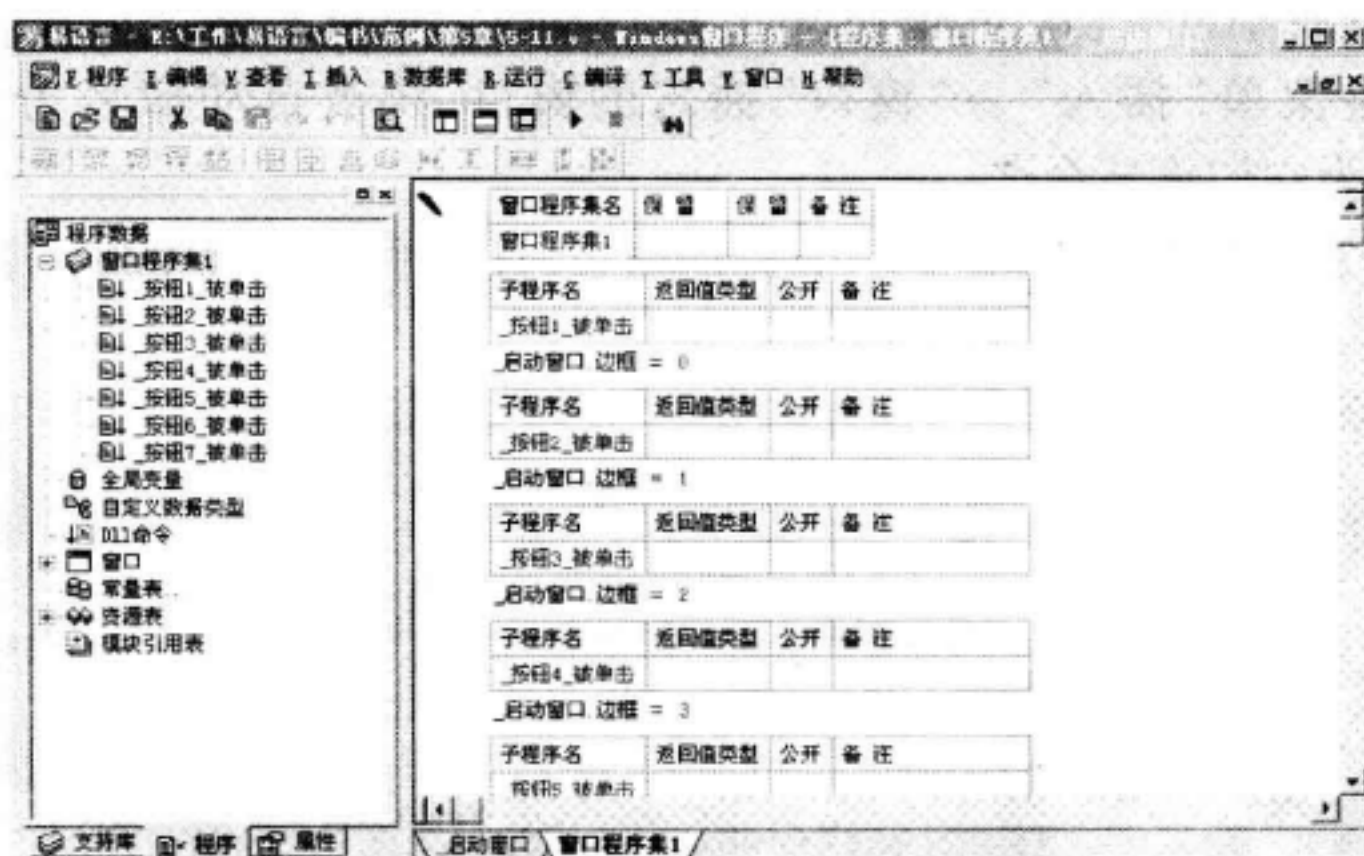 易语言 - E:\工作\易语言\编书\范例\第5章\5-11.e - Windows窗口程序 -
F 程序 E 编辑 V 查看 I 插入 B 数据库 R 运行 C 编译 T 工具 W 窗口 H 帮助
程序数据
窗口程序集1
_按钮1_被单击
_按钮2_被单击
_按钮3_被单击
_按钮4_被单击
_按钮5_被单击
_按钮6_被单击
_按钮7_被单击
全局变量
自定义数据类型
Dll命令
窗口
常量表...
资源表
模块引用表
支持库 程序 属性
窗口程序集名 保 留 保 留 备 注
窗口程序集1
子程序名 返回值类型 公开 备 注
_按钮1_被单击
_启动窗口.边框 = 0
子程序名 返回值类型 公开 备 注
_按钮2_被单击
_启动窗口.边框 = 1
子程序名 返回值类型 公开 备 注
_按钮3_被单击
_启动窗口.边框 = 2
子程序名 返回值类型 公开 备 注
_按钮4_被单击
_启动窗口.边框 = 3
子程序名 返回值类型 公开 备 注
_按钮5_被单击
_启动窗口 窗口程序集1